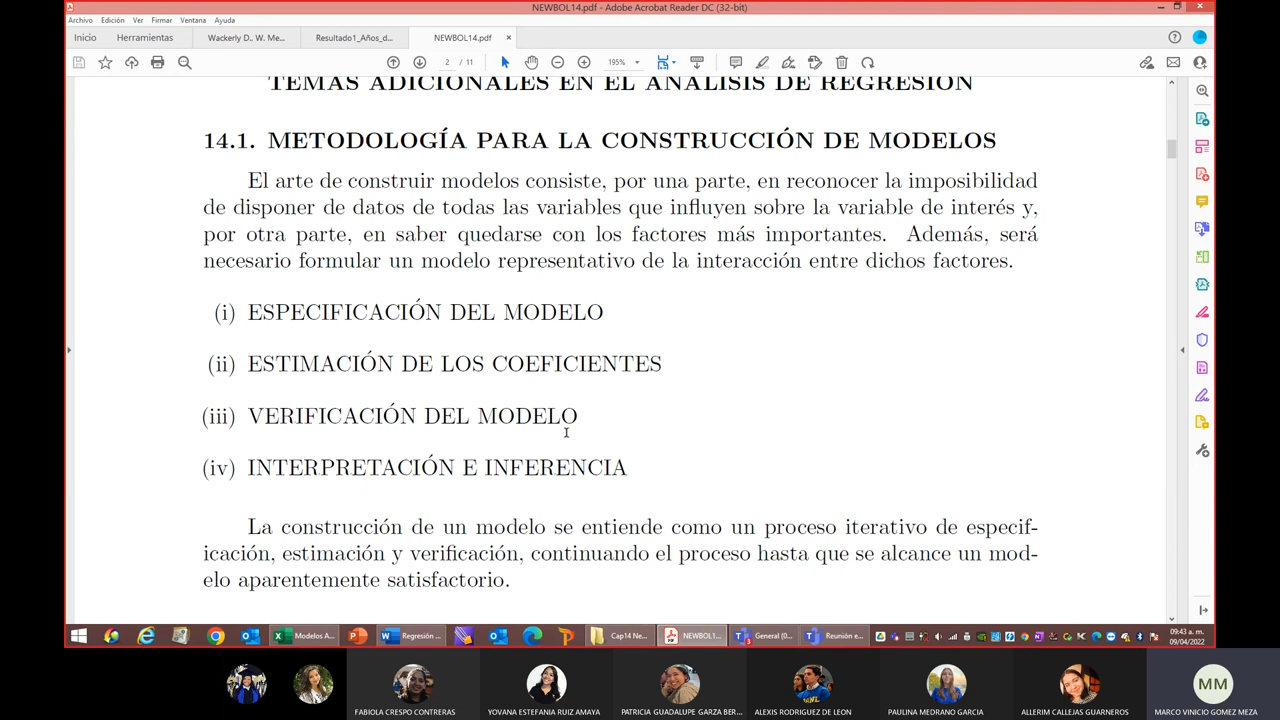 NEWBOL14.pdf - Adobe Acrobat Reader DC (32-bit)
Archivo Edición Ver Firmar Ventana Ayuda
Inicio Herramientas Wackerly D.. W. Me... Resultado1_Años_d... NEWBOL14.pdf ×
2 / 11 195%
TEMAS ADICIONALES EN EL ANALISIS DE REGRESION
14.1. METODOLOGÍA PARA LA CONSTRUCCIÓN DE MODELOS
El arte de construir modelos consiste, por una parte, en reconocer la imposibilidad
de disponer de datos de todas las variables que influyen sobre la variable de interés y,
por otra parte, en saber quedarse con los factores más importantes. Además, será
necesario formular un modelo representativo de la interacción entre dichos factores.
(i) ESPECIFICACIÓN DEL MODELO
(ii) ESTIMACIÓN DE LOS COEFICIENTES
(iii) VERIFICACIÓN DEL MODELO
(iv) INTERPRETACIÓN E INFERENCIA
La construcción de un modelo se entiende como un proceso iterativo de especif-
icación, estimación y verificación, continuando el proceso hasta que se alcance un mod-
elo aparentemente satisfactorio.
Modelos A... Regresión ... Cap14 Ne... NEWBOL1... General (0... Reunión e...
09:43 a. m.
09/04/2022
MM
FABIOLA CRESPO CONTRERAS YOVANA ESTEFANIA RUIZ AMAYA PATRICIA GUADALUPE GARZA BER... ALEXIS RODRIGUEZ DE LEON PAULINA MEDRANO GARCIA ALLERIM CALLEJAS GUARNEROS MARCO VINICIO GOMEZ MEZA